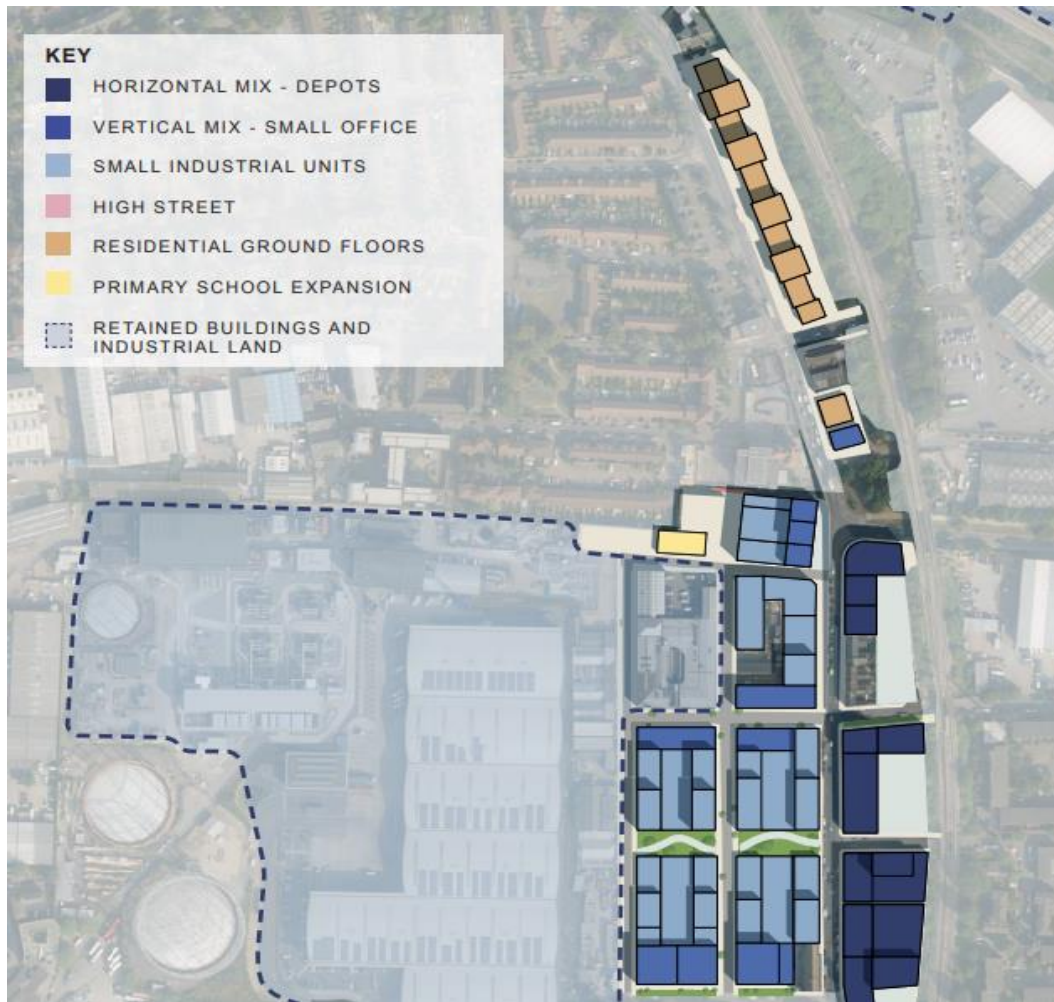 KEY
HORIZONTAL MIX - DEPOTS
VERTICAL MIX - SMALL OFFICE
SMALL INDUSTRIAL UNITS
HIGH STREET
RESIDENTIAL GROUND FLOORS
PRIMARY SCHOOL EXPANSION
RETAINED BUILDINGS AND
INDUSTRIAL LAND